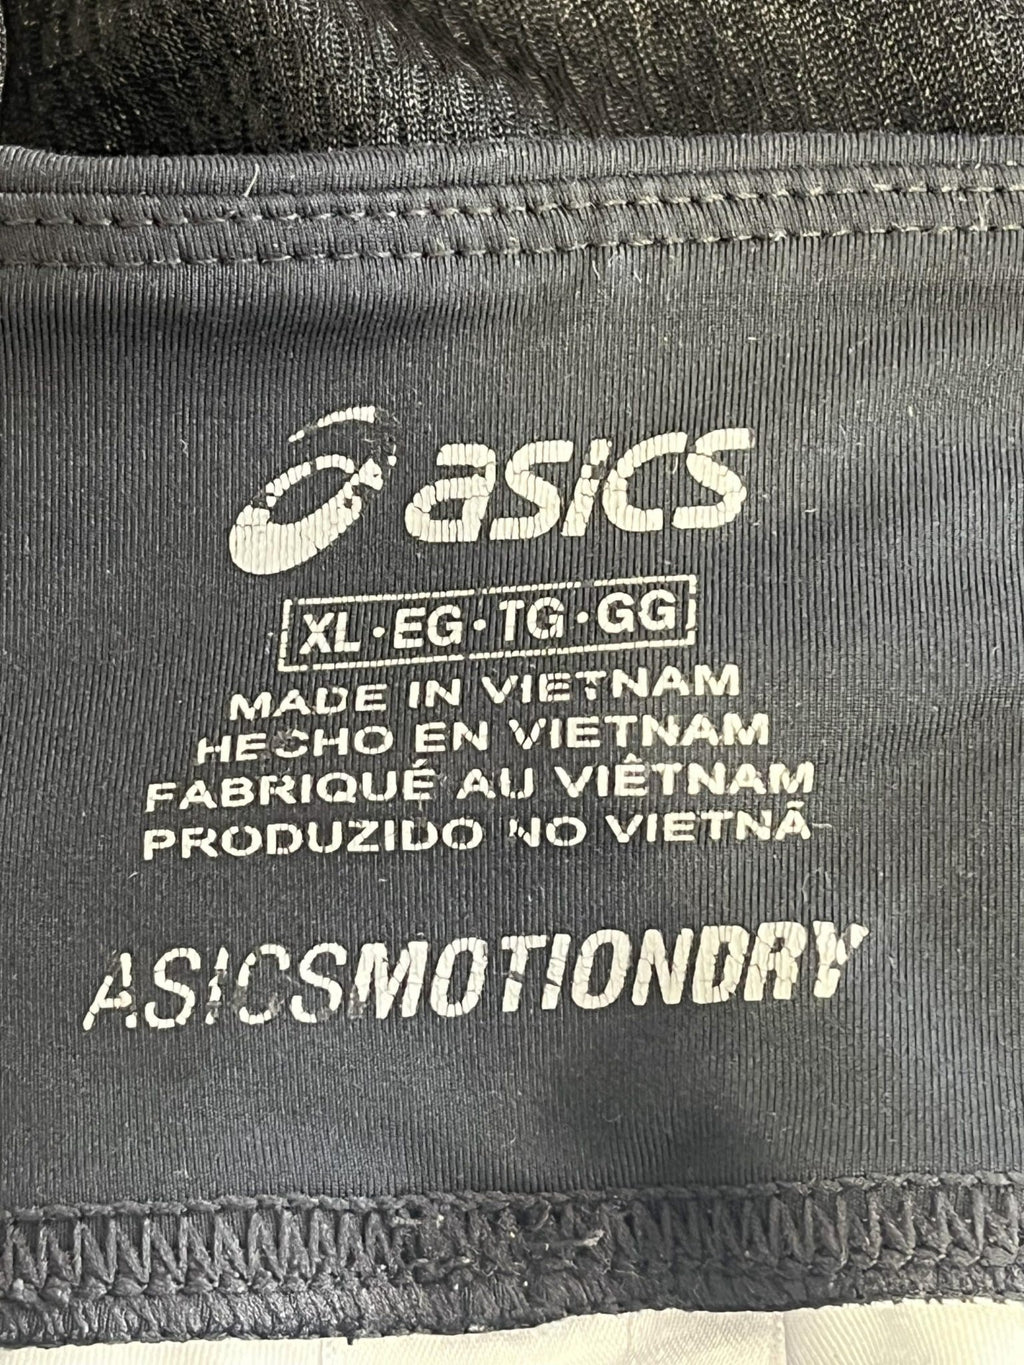 asics
XL·EG·TG·GG
MADE IN VIETNAM
HECHO EN VIETNAM
FABRIQUÉ AU VIÊTNAM
PRODUZIDO NO VIETNÃ
ASICSMOTIONDRY